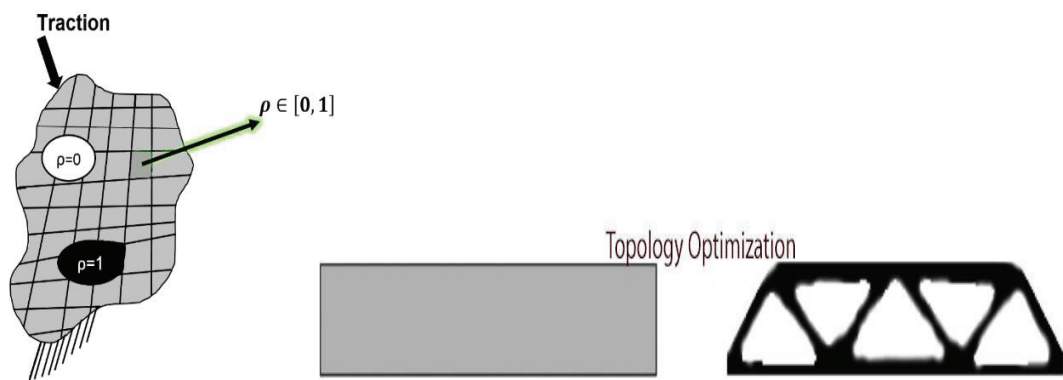 Traction
ρ ∈ [0, 1]
ρ=0
ρ=1
Topology Optimization